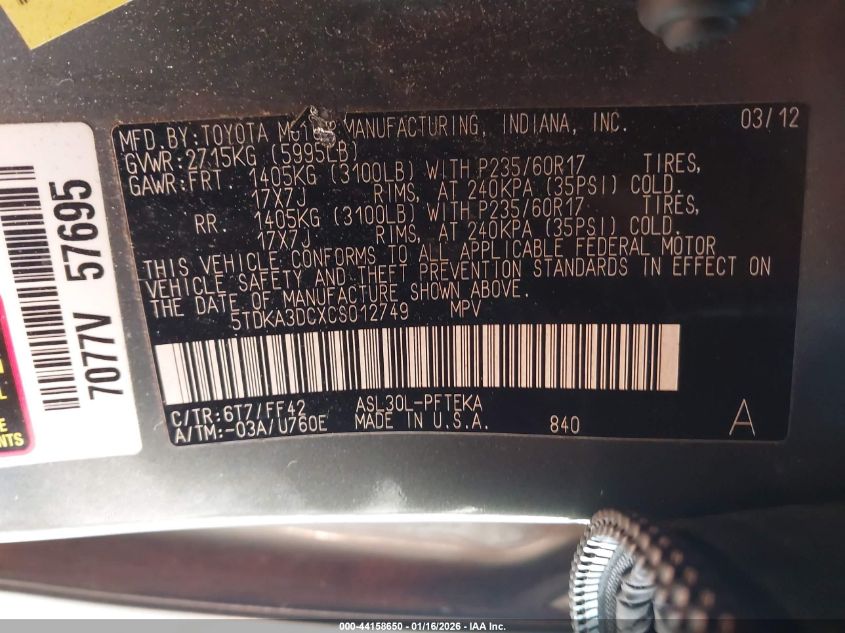 MFD.BY:TOYOTA MANUFACTURING, INDIANA, INC. 03/12
GVWR:2715KG (5995LB)
GAWR:FRT. 1405KG (3100LB) WITH P235/60R17 TIRES,
17X7J RIMS, AT 240KPA (35PSI) COLD.
RR. 1405KG (3100LB) WITH P235/60R17 TIRES,
17X7J RIMS, AT 240KPA (35PSI) COLD.
THIS VEHICLE CONFORMS TO ALL APPLICABLE FEDERAL MOTOR
VEHICLE SAFETY AND THEFT PREVENTION STANDARDS IN EFFECT ON
THE DATE OF MANUFACTURE SHOWN ABOVE.
5TDKA3DCXCS012749 MPV
C/TR:6T7/FF42 ASL30L-PFTEKA
A/TM:-03A/U760E MADE IN U.S.A. 840 A
7077V 57695
000-44158650 - 01/16/2026 - IAA Inc.